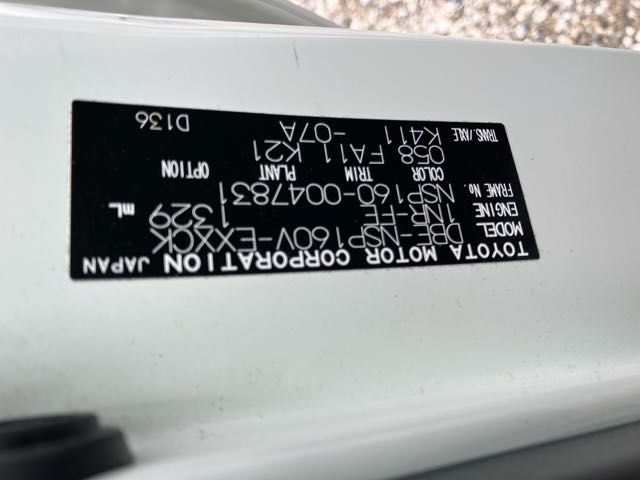 TOYOTA MOTOR CORPORATION JAPAN
MODEL DBE-NSP160V-EXXCK
ENGINE 1NR-FE 1329 mL
FRAME No. NSP160-0047831
COLOR TRIM PLANT OPTION
058 FA11 K21
TRANS./AXLE K411
-07A
D136